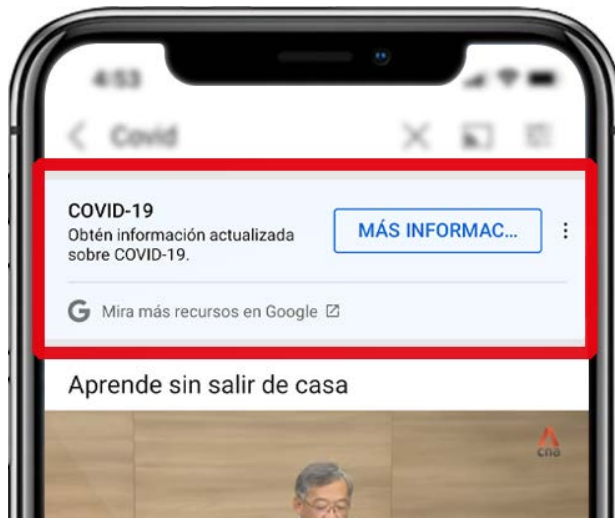 4:53
Covid
COVID-19
Obtén información actualizada
sobre COVID-19.
MÁS INFORMAC...
G Mira más recursos en Google
Aprende sin salir de casa
cna